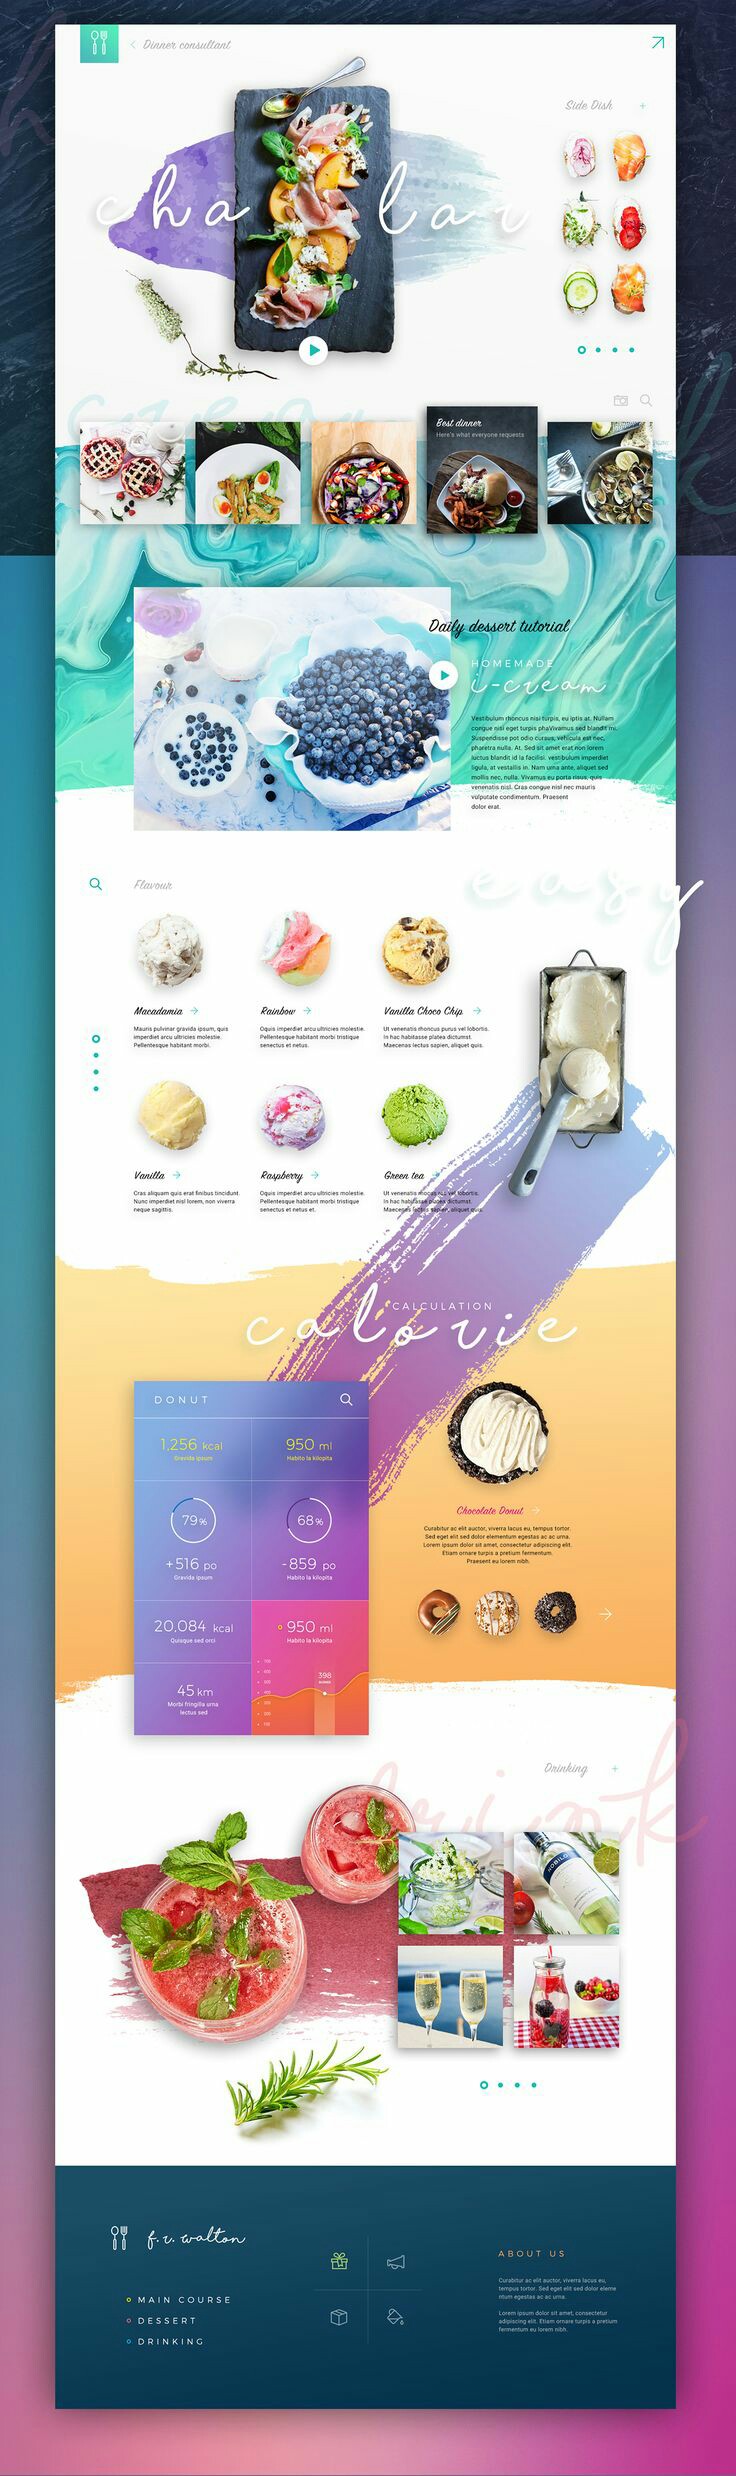 Dinner consultant
Side Dish +
cha lar
Best dinner
Here's what everyone requests
Daily dessert tutorial
HOMEMADE
i-cream
Vestibulum rhoncus nisi turpis, eu iptis at. Nullam
congue nisi eget turpis phaVivamus sed blandit mi.
Suspendisse pot odio cursus, vehicula est nec,
pharetra nulla. At. Sed sit amet erat non lorem
luctus blandit id la facilisi. vestibulum imperdiet
ligula, at vestalis in. Nam urna ante, aliquet sed
mollis nec, nulla. Vivamus eu porta risus, quis
venenatis nisl. Cras congue nisl nec mauris
vulputate condimentum. Praesent
dolor erat.
easy
Flavour
Macadamia
Mauris pulvinar gravida ipsum, quis
imperdiet arcu ultricies molestie.
Pellentesque habitant morbi.
Rainbow
Oquis imperdiet arcu ultricies molestie.
Pellentesque habitant morbi tristique
senectus et netus.
Vanilla Choco Chip
Ut venenatis rhoncus purus vel lobortis.
In hac habitasse platea dictumst.
Maecenas lectus sapien, aliquet quis.
Vanilla
Cras aliquam quis erat finibus tincidunt.
Nunc imperdiet nisl lorem, non viverra
neque sagittis.
Raspberry
Oquis imperdiet arcu ultricies molestie.
Pellentesque habitant morbi tristique
senectus et netus et.
Green tea
Ut venenatis rhoncus vel lobortis.
In hac habitasse platea dictumst.
Maecenas lectus sapien, aliquet quis.
CALCULATION
calorie
DONUT
1,256 kcal
Gravida ipsum
950 ml
Habito la kilopita
79%
+516 po
Gravida ipsum
68%
-859 po
Habito la kilopita
20,084 kcal
Quisque sed orci
950 ml
Habito la kilopita
45 km
Morbi fringilla urna
lectus sed
398
Chocolate Donut
Curabitur ac elit auctor, viverra lacus eu, tempus tortor.
Sed eget elit sed dolor elementum condimentum.
Lorem ipsum dolor sit amet, consectetur adipiscing elit.
Etiam ornare turpis a pretium fermentum.
Praesent eu lorem nibh.
Drinking +
drink
NOBILO
f. r. walton
MAIN COURSE
DESSERT
DRINKING
ABOUT US
Curabitur ac elit auctor, viverra lacus eu,
tempus tortor. Sed eget elit sed dolor eleme
ntum egestas ac ac urna.
Lorem ipsum dolor sit amet, consectetur
adipiscing elit. Etiam ornare turpis a pretium
fermentum eu lorem nibh.